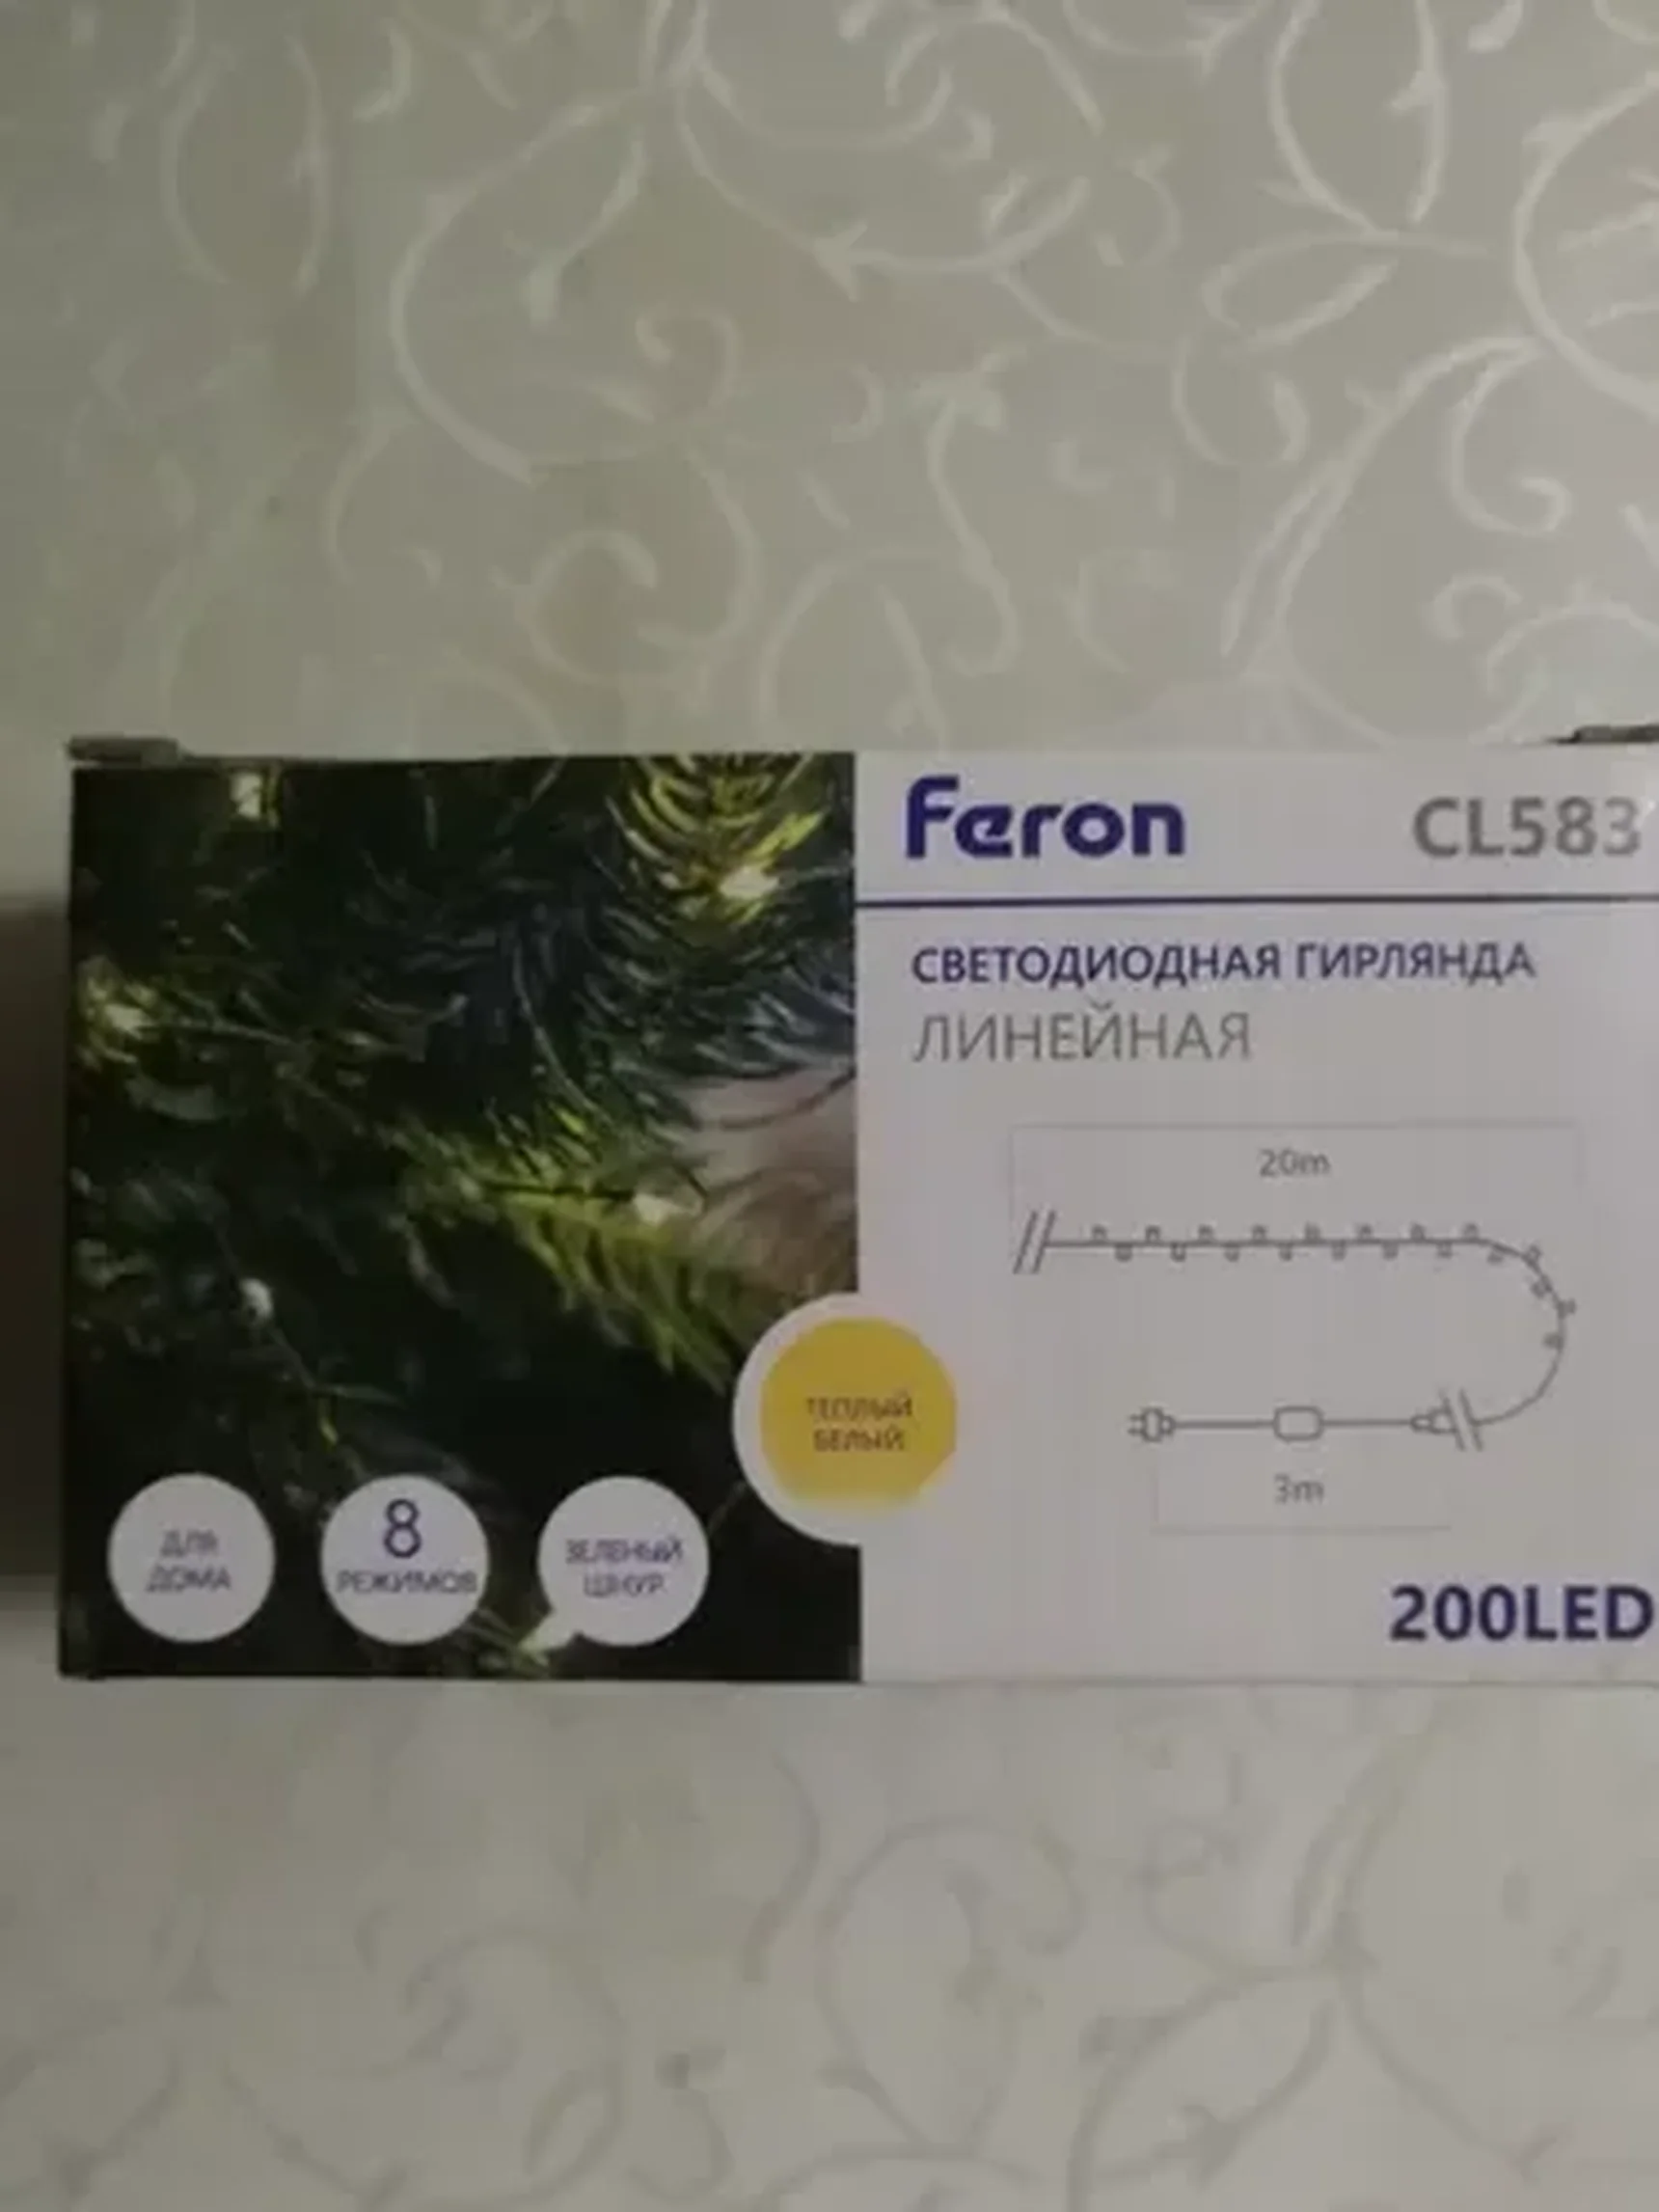 Feron CL583
СВЕТОДИОДНАЯ ГИРЛЯНДА
ЛИНЕЙНАЯ
20m
ТЕПЛЫЙ
БЕЛЫЙ
3m
ДЛЯ
ДОМА
8
РЕЖИМОВ
ЗЕЛЕНЫЙ
ШНУР
200LED